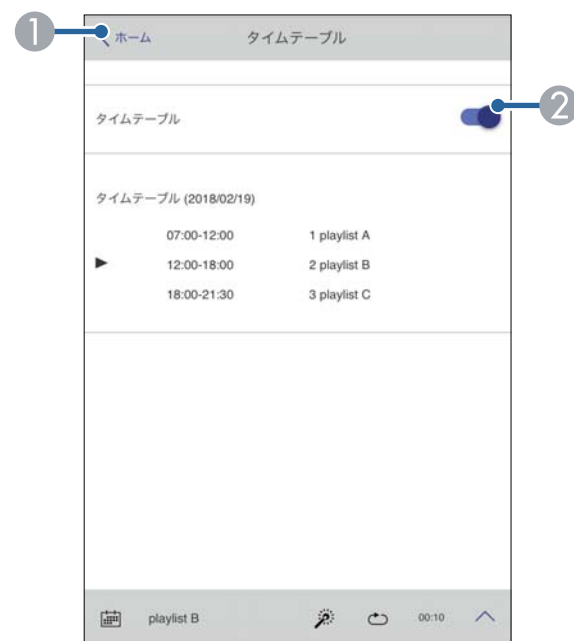 1
ホーム タイムテーブル
タイムテーブル
2
タイムテーブル (2018/02/19)
07:00-12:00 1 playlist A
12:00-18:00 2 playlist B
18:00-21:30 3 playlist C
playlist B 00:10